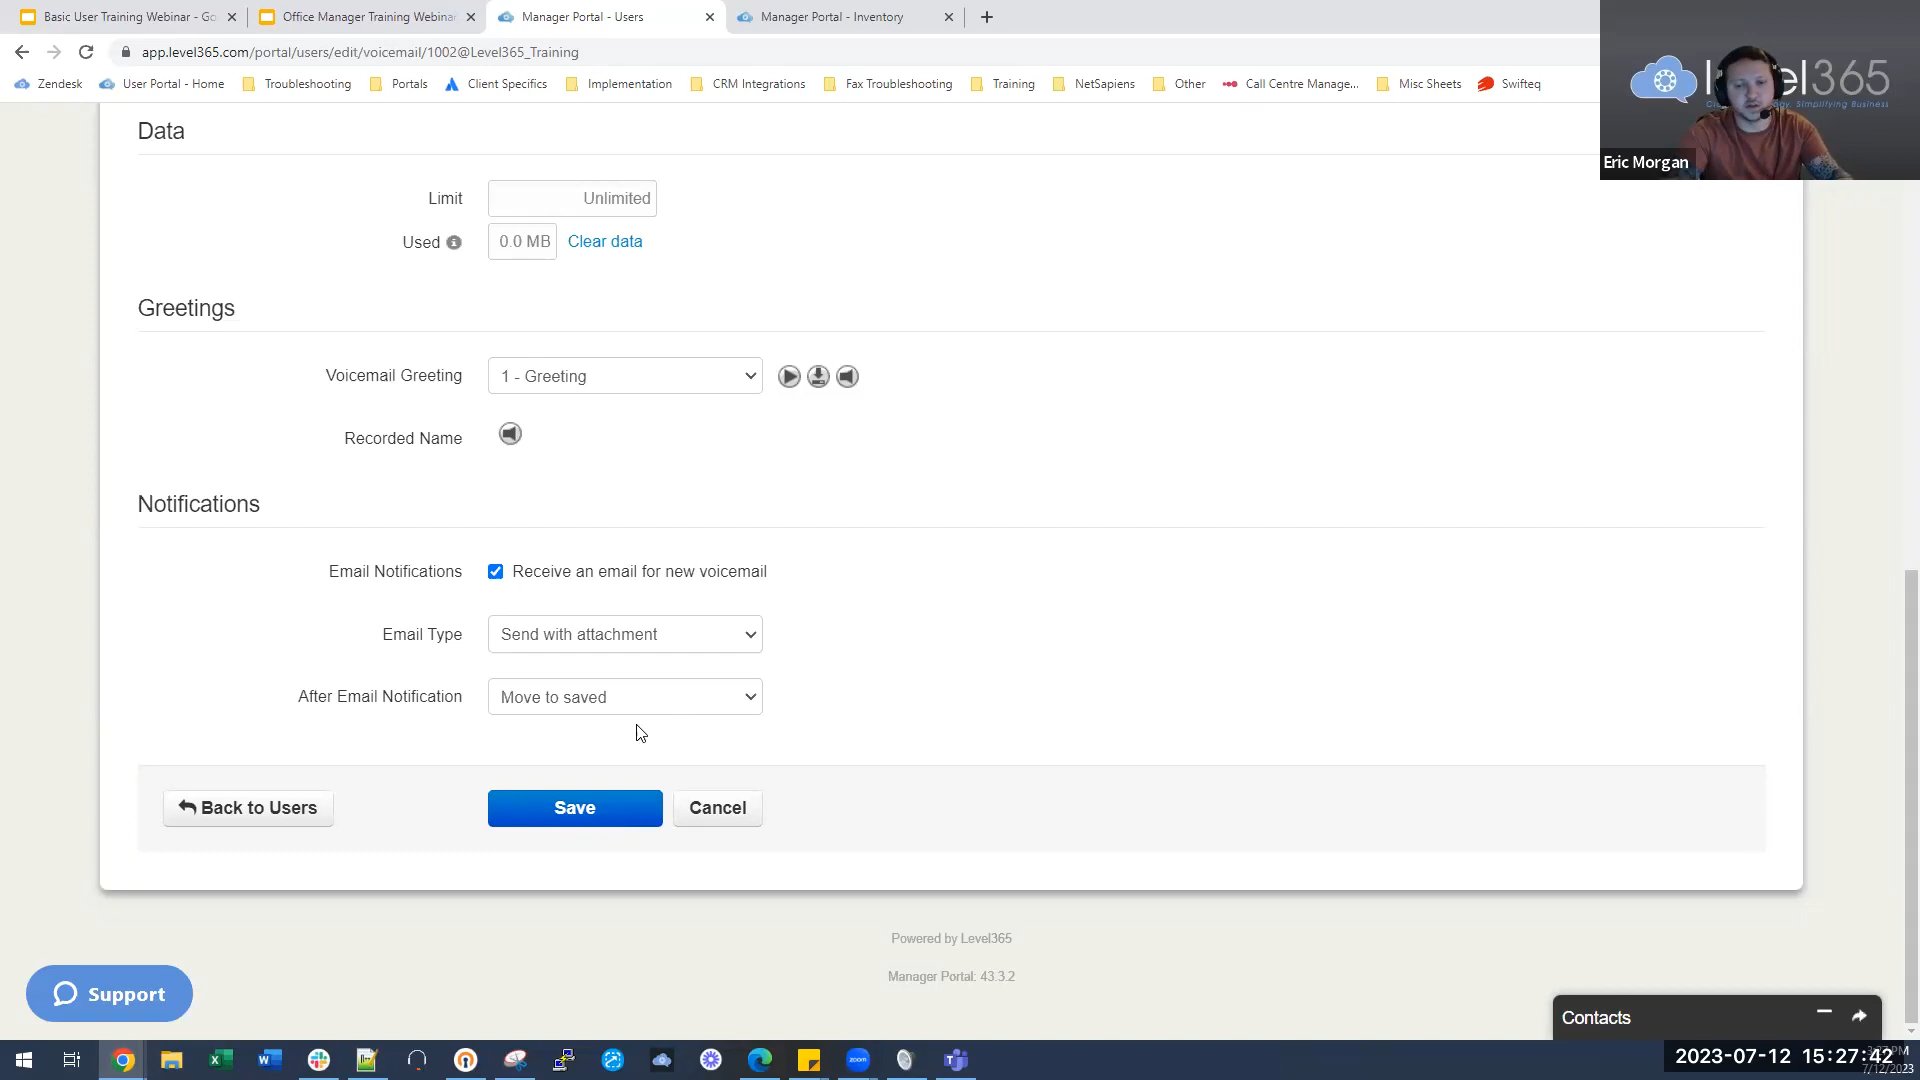 Basic User Training Webinar - Go
Office Manager Training Webinar
Manager Portal - Users
Manager Portal - Inventory
app.level365.com/portal/users/edit/voicemail/1002@Level365_Training
Zendesk
User Portal - Home
Troubleshooting
Portals
Client Specifics
Implementation
CRM Integrations
Fax Troubleshooting
Training
NetSapiens
Other
Call Centre Manage...
Misc Sheets
Swifteq
Simplifying Business
Eric Morgan
Data
Limit
Unlimited
Used
0.0 MB
Clear data
Greetings
Voicemail Greeting
1 - Greeting
Recorded Name
Notifications
Email Notifications
Receive an email for new voicemail
Email Type
Send with attachment
After Email Notification
Move to saved
Back to Users
Save
Cancel
Powered by Level365
Manager Portal: 43.3.2
Support
Contacts
2023-07-12 15:27:42
7/12/2023